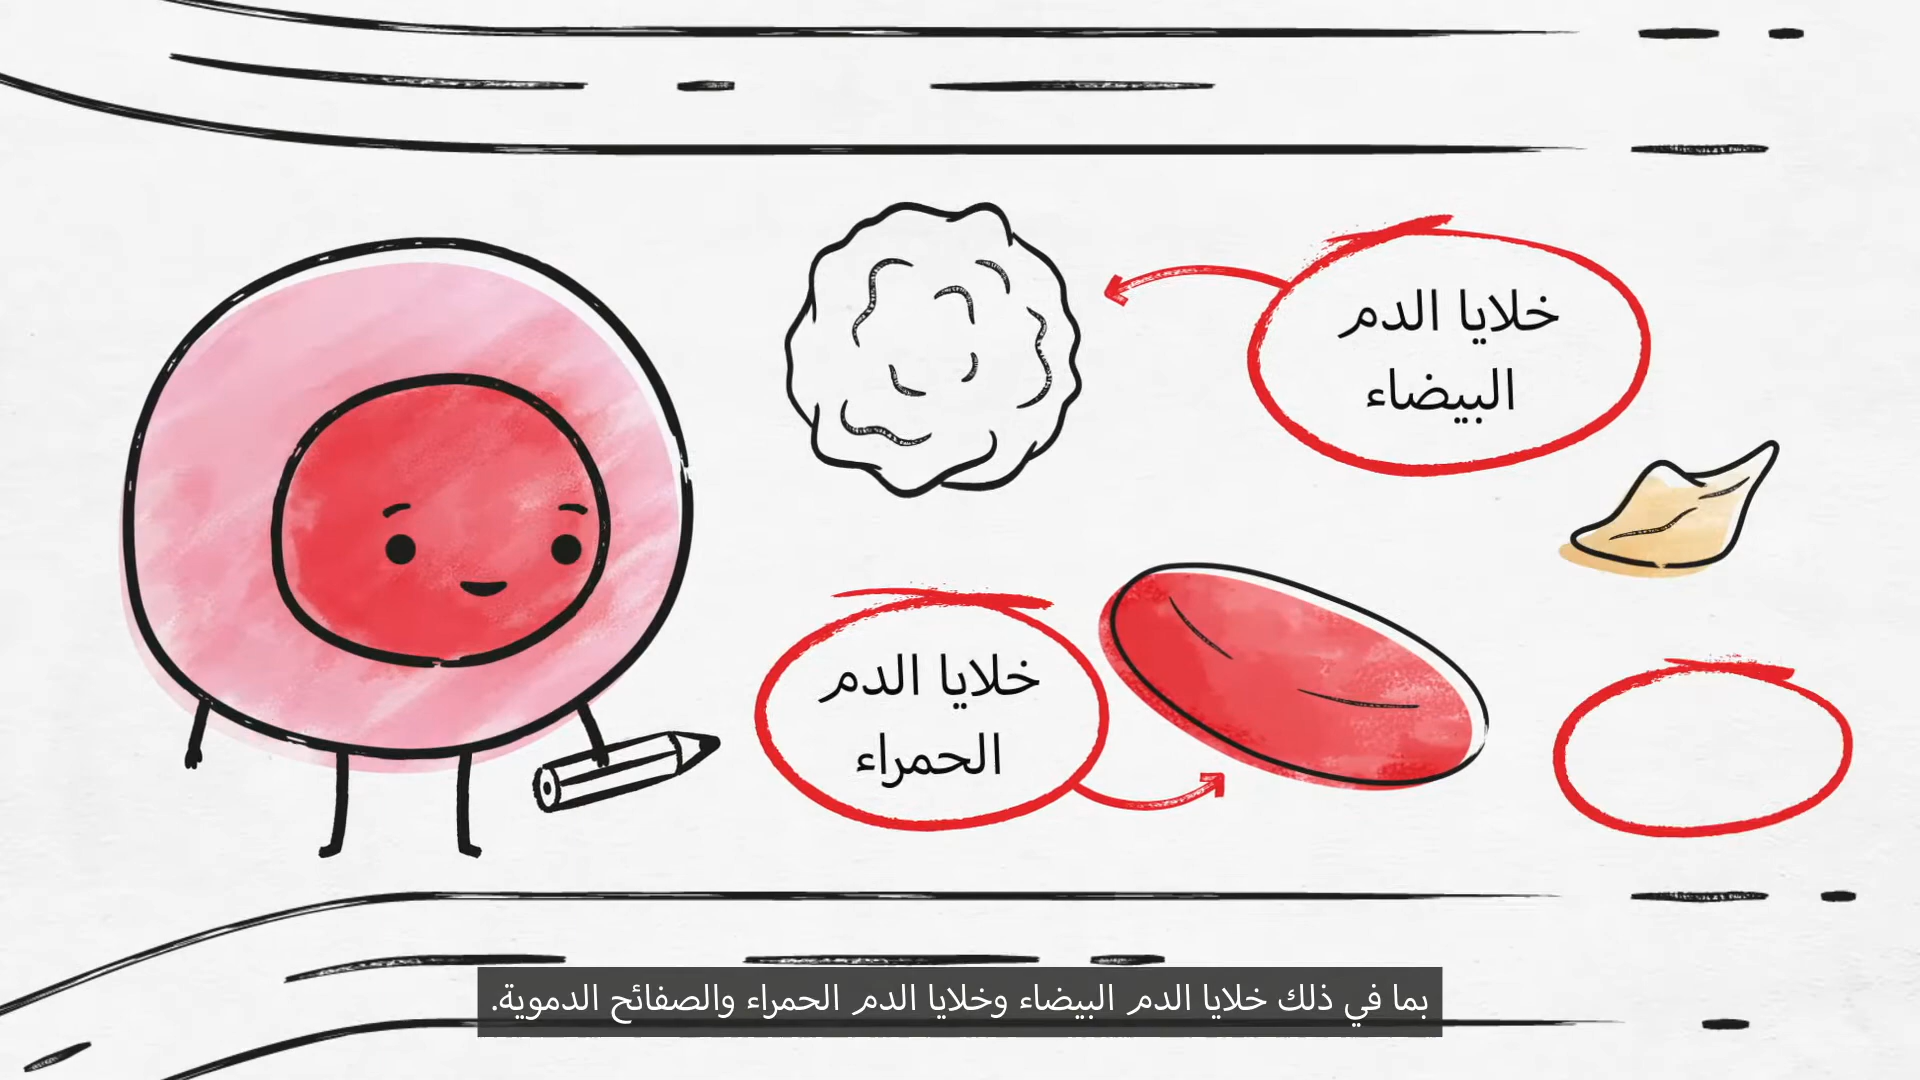 خلايا الدم
البيضاء
خلايا الدم
الحمراء
بما في ذلك خلايا الدم البيضاء وخلايا الدم الحمراء والصفائح الدموية.